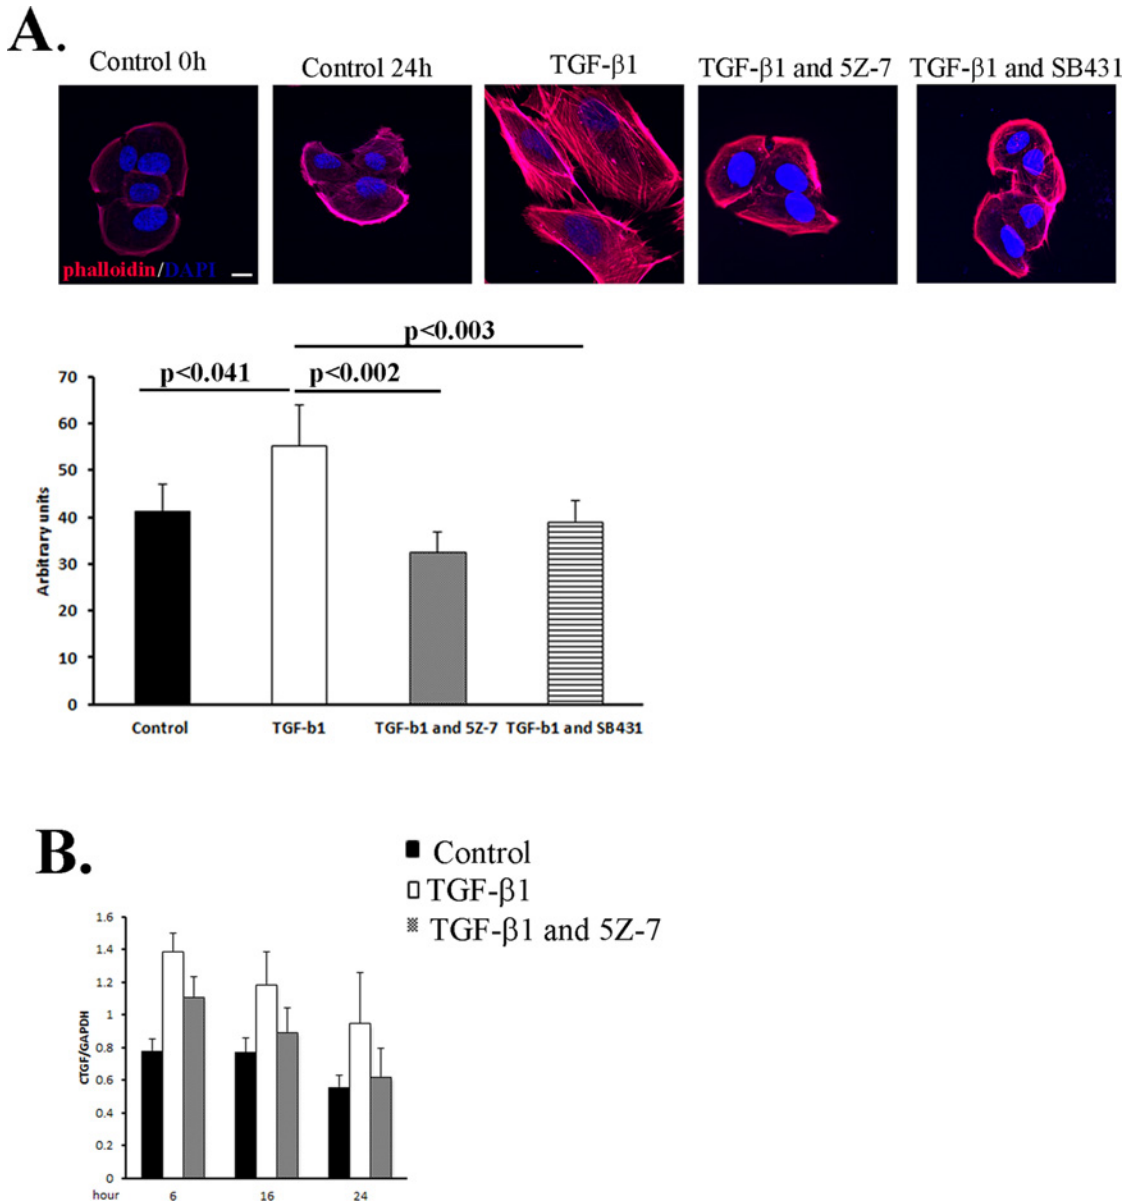 A.
Control 0h
Control 24h
TGF-β1
TGF-β1 and 5Z-7
TGF-β1 and SB431
phalloidin/DAPI
p<0.003
p<0.041
p<0.002
70
60
50
40
30
20
10
0
Arbitrary units
Control
TGF-b1
TGF-b1 and 5Z-7
TGF-b1 and SB431
B.
Control
TGF-β1
TGF-β1 and 5Z-7
1.6
1.4
1.2
1
0.8
0.6
0.4
0.2
0
CTGF/GAPDH
hour 6 16 24